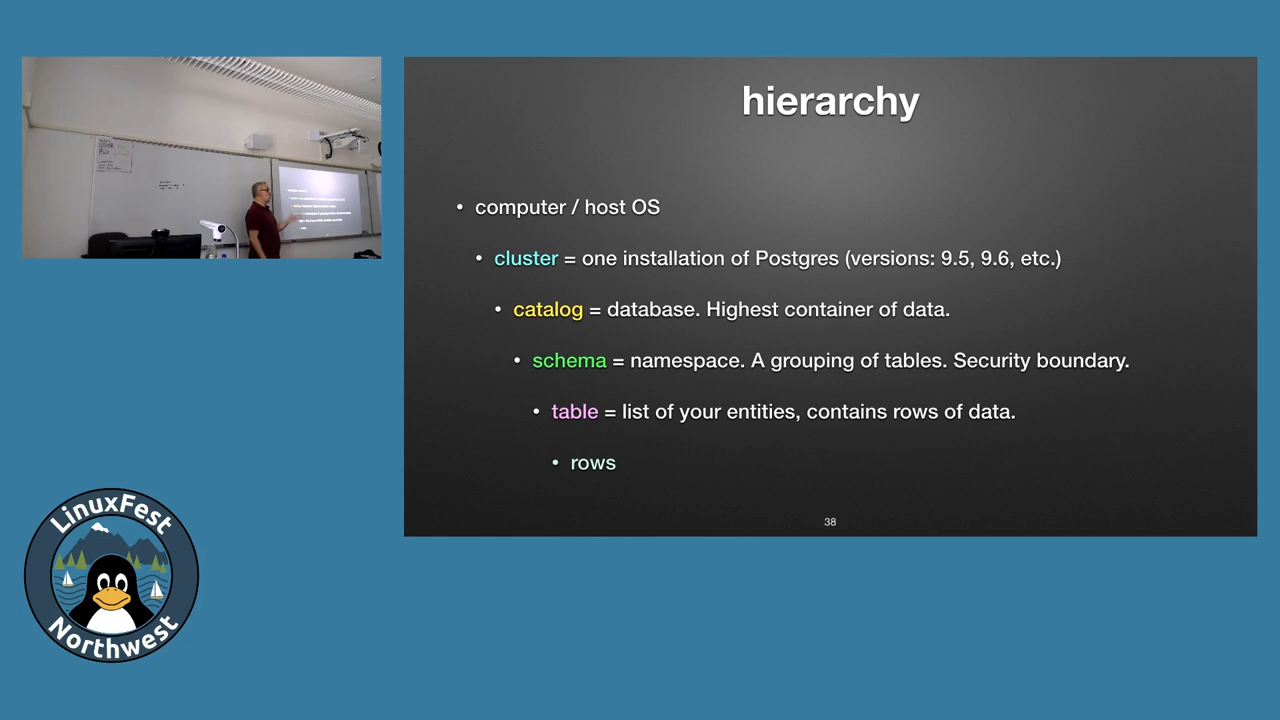 hierarchy
• computer / host OS
• cluster = one installation of Postgres (versions: 9.5, 9.6, etc.)
• catalog = database. Highest container of data.
• schema = namespace. A grouping of tables. Security boundary.
• table = list of your entities, contains rows of data.
• rows
38
LinuxFest
Northwest